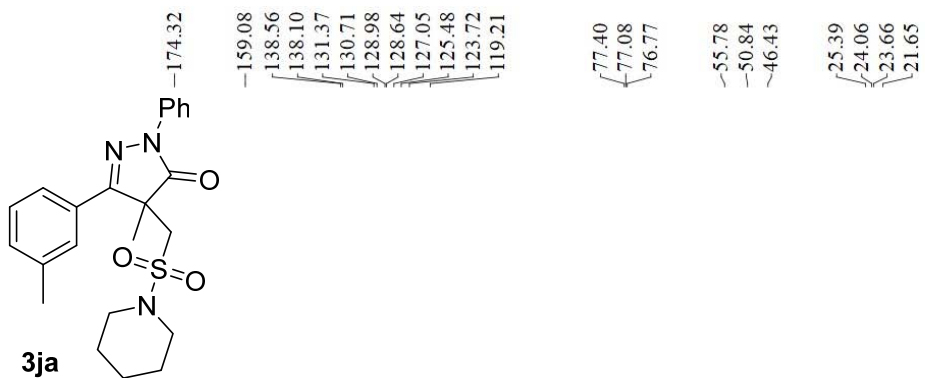 174.32
159.08
138.56
138.10
131.37
130.71
128.98
128.64
127.05
125.48
123.72
119.21
77.40
77.08
76.77
55.78
50.84
46.43
25.39
24.06
23.66
21.65
Ph
N
N
O
O
S
O
N
3ja